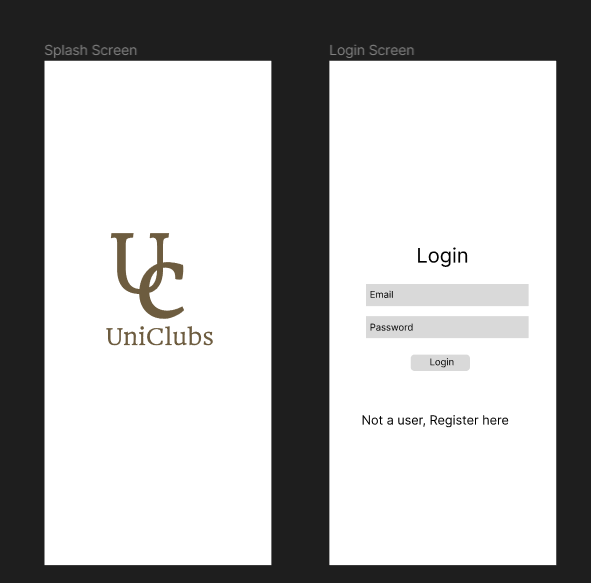 Splash Screen
UC
UniClubs
Login Screen
Login
Email
Password
Login
Not a user, Register here